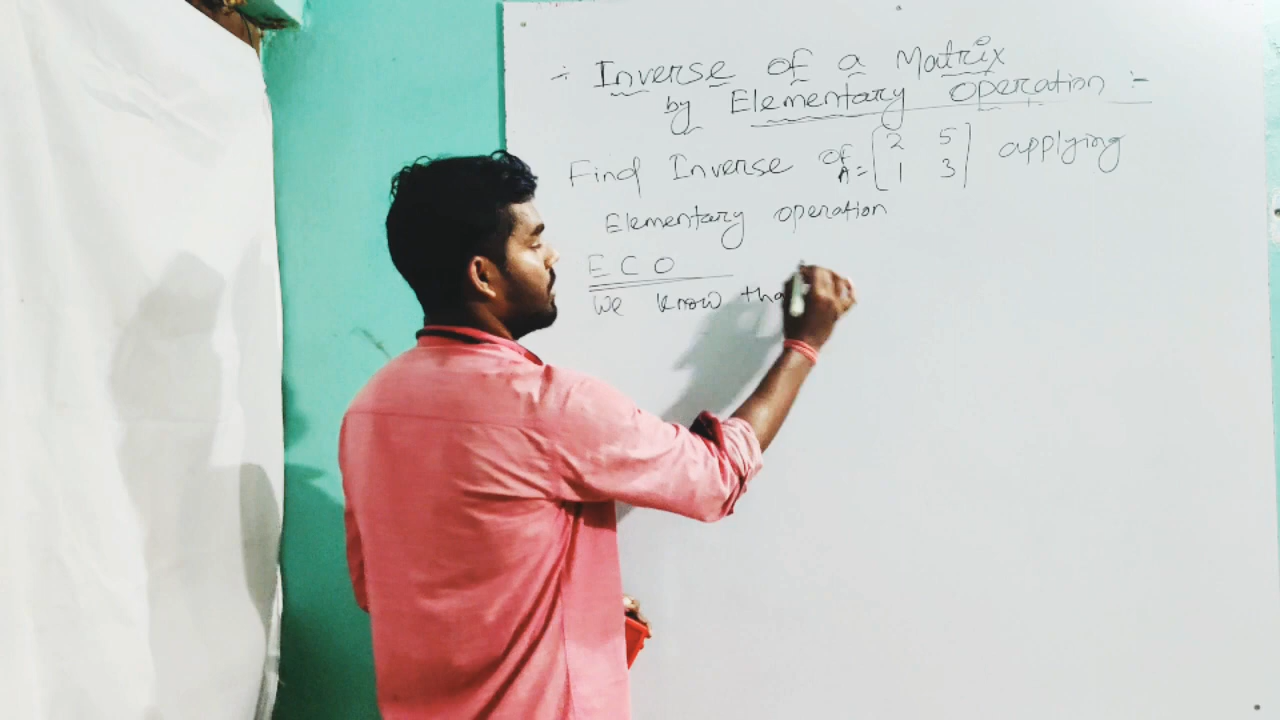 ÷ Inverse of a Matrix
by Elementary operation :-
Find Inverse of A = [2 5
1 3] applying
Elementary operation
E C O
We know tha